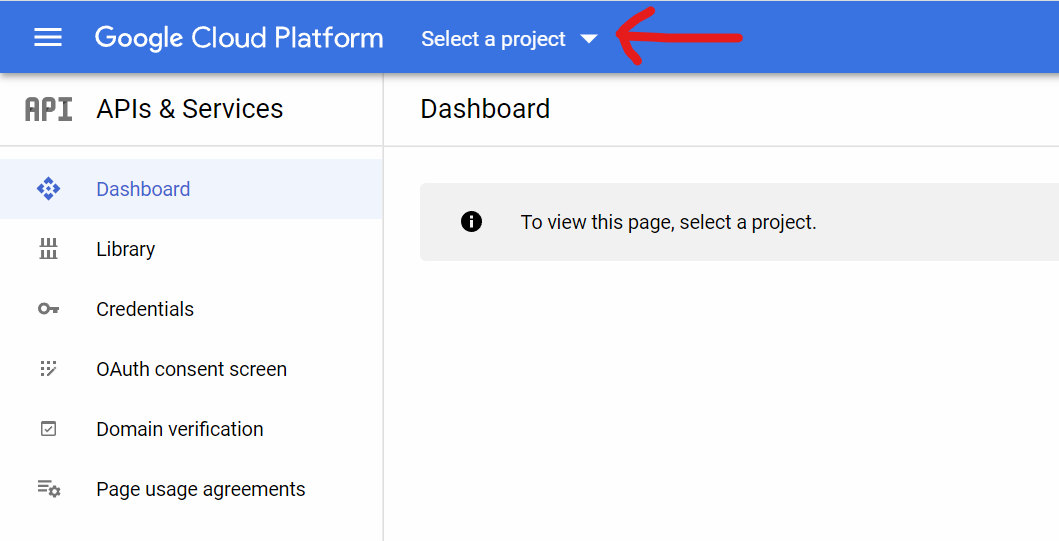 Google Cloud Platform Select a project
API APIs & Services
Dashboard
Dashboard
To view this page, select a project.
Library
Credentials
OAuth consent screen
Domain verification
Page usage agreements